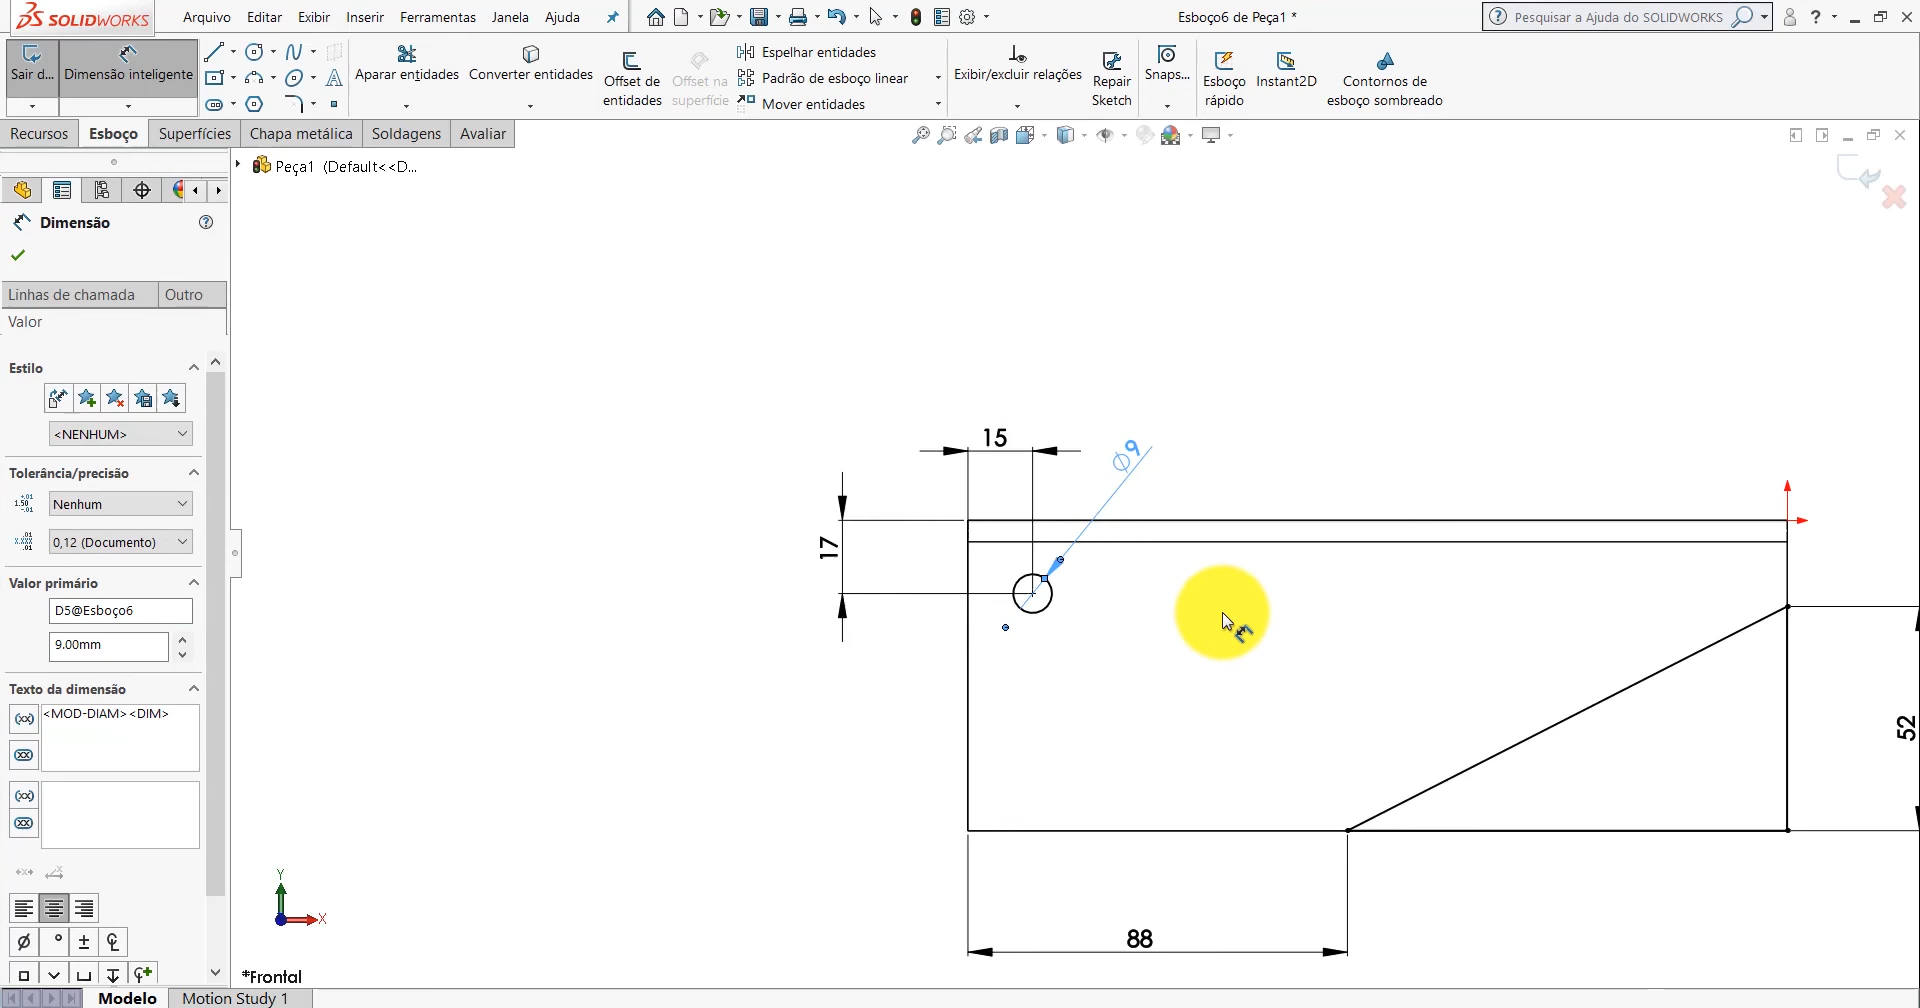 SOLIDWORKS
Arquivo Editar Exibir Inserir Ferramentas Janela Ajuda
Esboço6 de Peça1 *
Pesquisar a Ajuda do SOLIDWORKS
Sair d...
Dimensão inteligente
Aparar entidades
Converter entidades
Offset de entidades
Offset na superfície
Espelhar entidades
Padrão de esboço linear
Mover entidades
Exibir/excluir relações
Repair Sketch
Snaps...
Esboço rápido
Instant2D
Contornos de esboço sombreado
Recursos Esboço Superfícies Chapa metálica Soldagens Avaliar
Peça1 (Default<<D...
Dimensão
Linhas de chamada Outro
Valor
Estilo
<NENHUM>
Tolerância/precisão
Nenhum
0,12 (Documento)
Valor primário
D5@Esboço6
9.00mm
Texto da dimensão
<MOD-DIAM><DIM>
15
∅9
17
52
88
Y
X
*Frontal
Modelo Motion Study 1